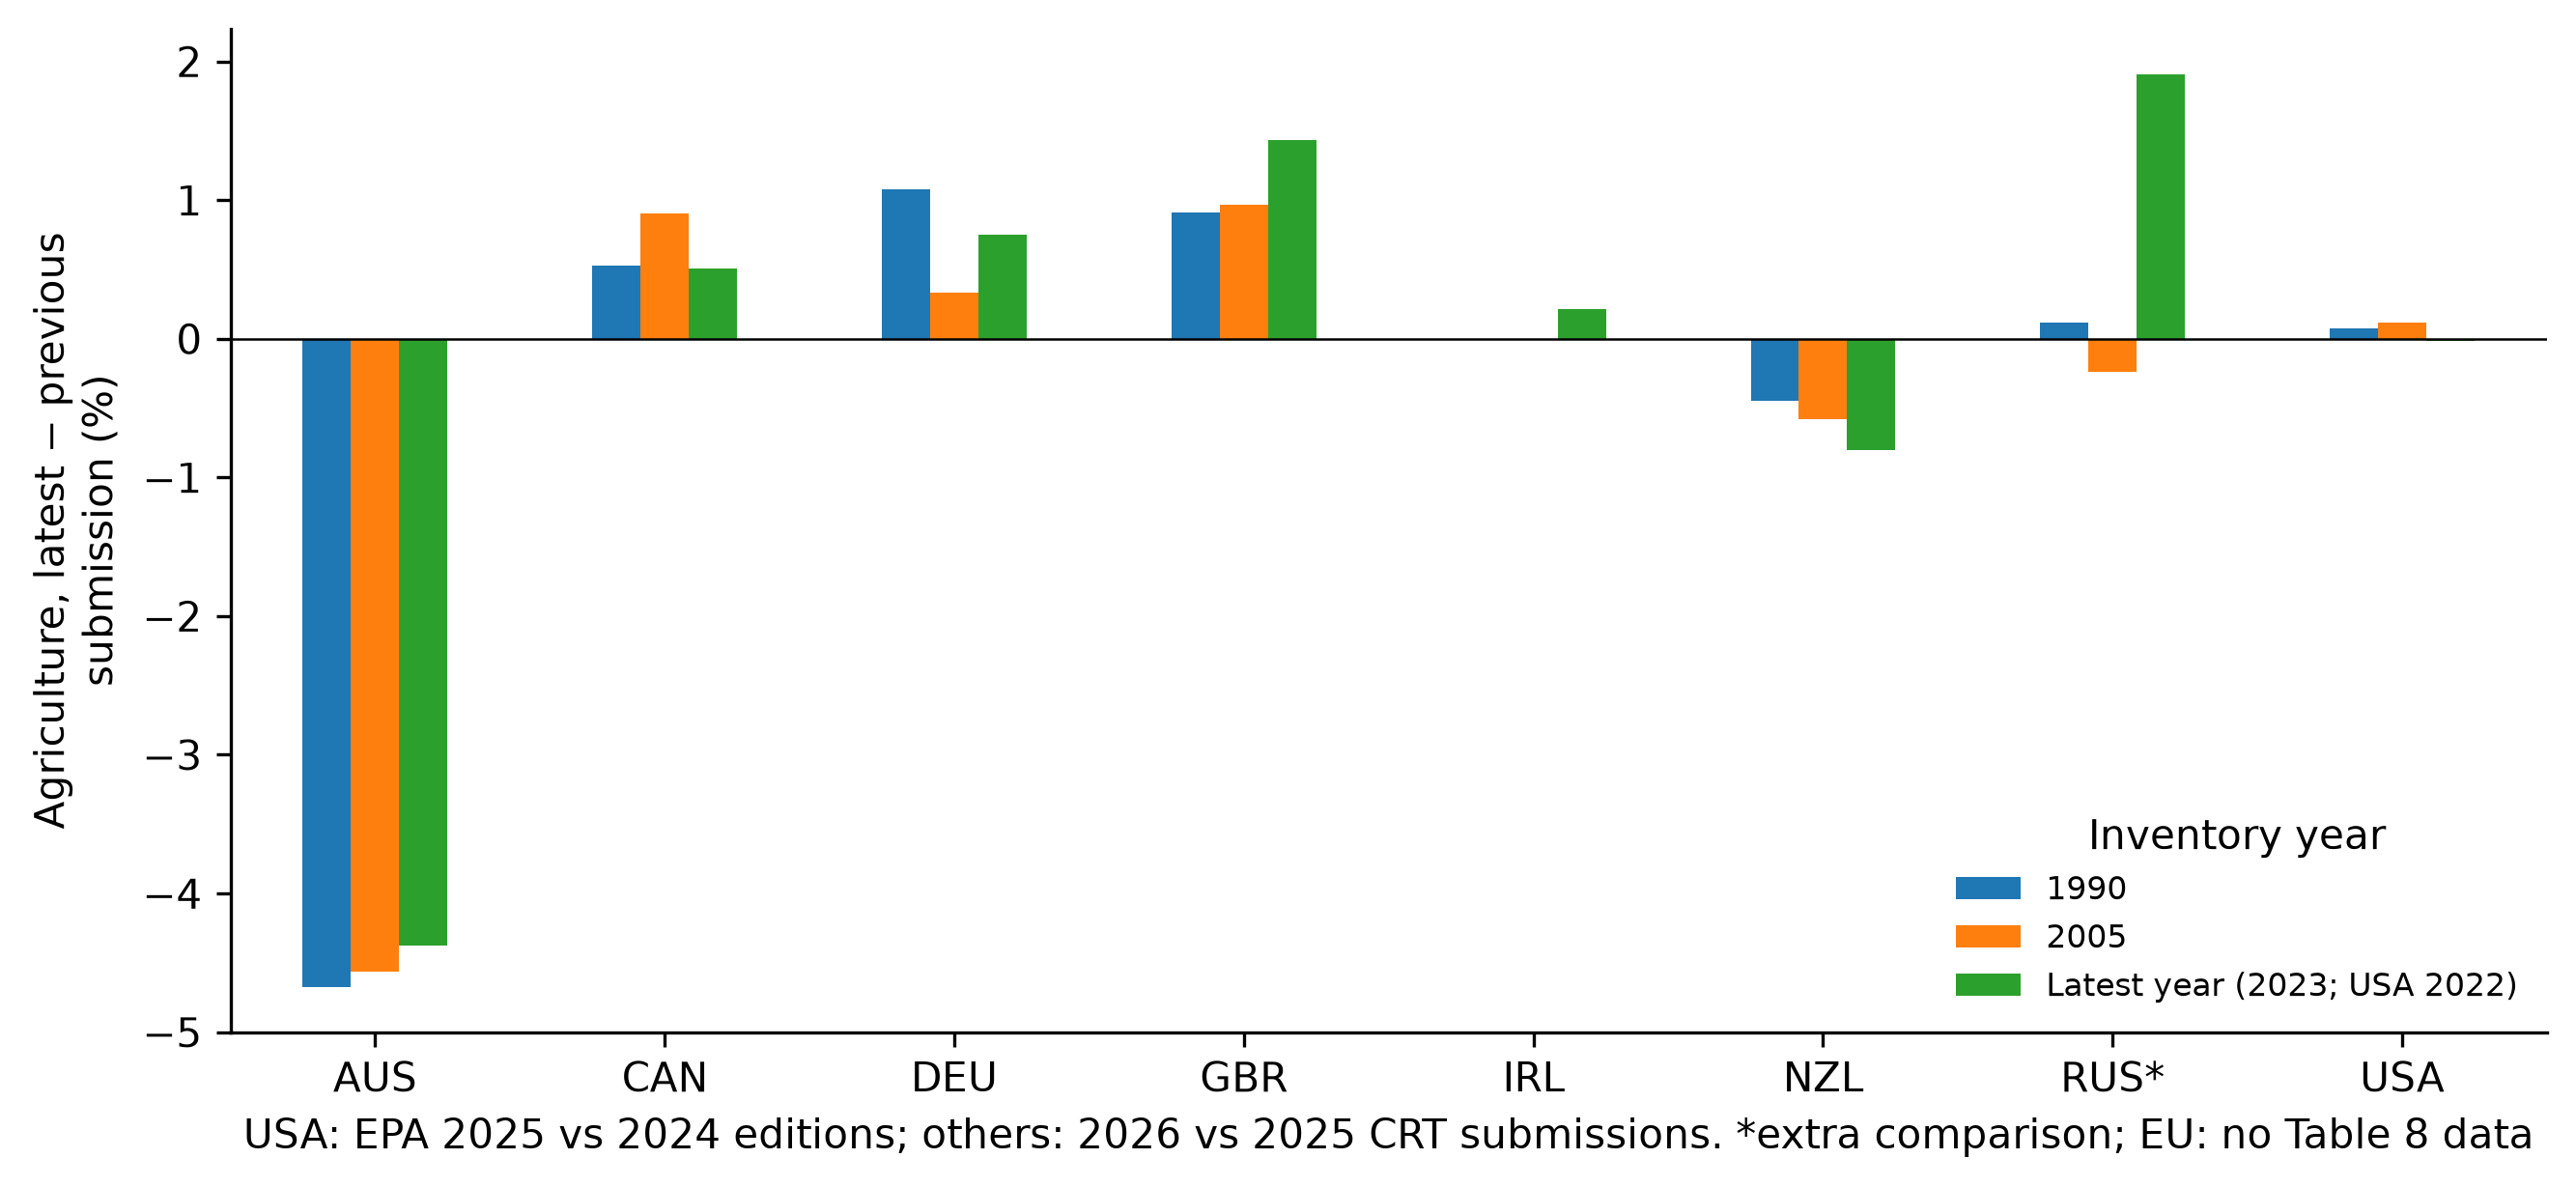 Agriculture, latest − previous
submission (%)
2
1
0
−1
−2
−3
−4
−5
Inventory year
1990
2005
Latest year (2023; USA 2022)
AUS CAN DEU GBR IRL NZL RUS* USA
USA: EPA 2025 vs 2024 editions; others: 2026 vs 2025 CRT submissions. *extra comparison; EU: no Table 8 data